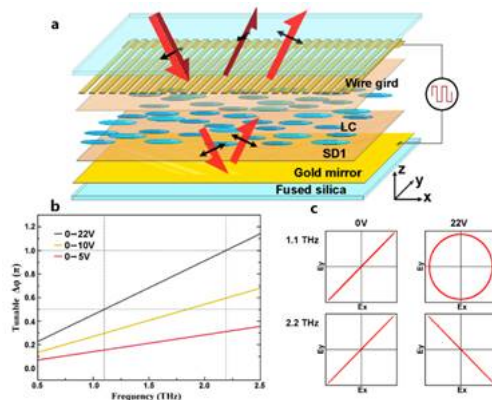 a
Wire gird
LC
SD1
Gold mirror
Fused silica
z
y
x
b
0−22V
0−10V
0−5V
Tunable Δφ (π)
1.2
1.0
0.8
0.6
0.4
0.2
0.0
0.5 1.0 1.5 2.0 2.5
Frequency (THz)
c
0V 22V
1.1 THz
Ey Ey
Ex Ex
2.2 THz
Ey Ey
Ex Ex